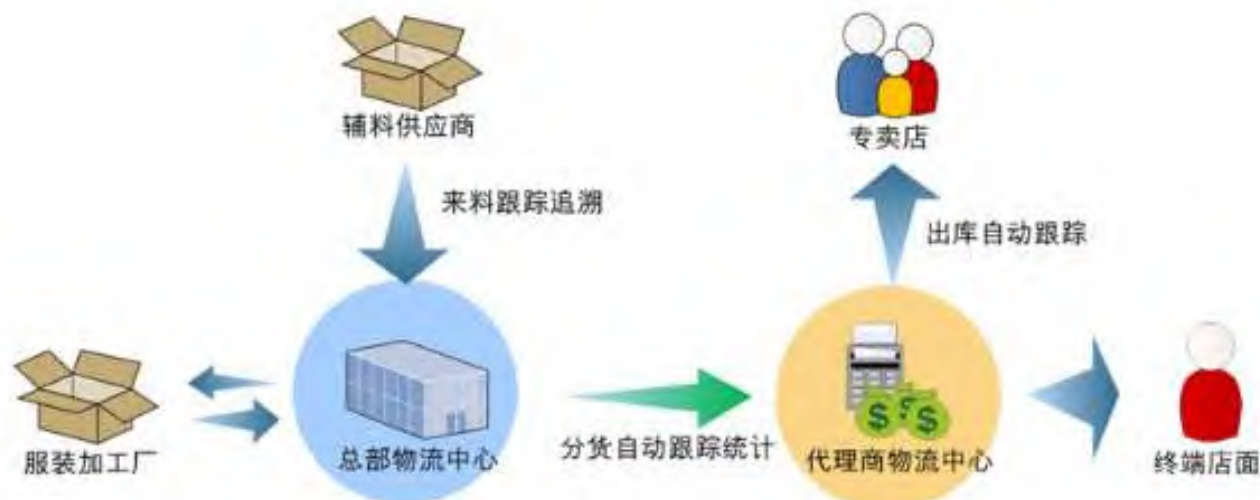 辅料供应商
专卖店
来料跟踪追溯
出库自动跟踪
服装加工厂
总部物流中心
分货自动跟踪统计
代理商物流中心
终端店面
$
$
$